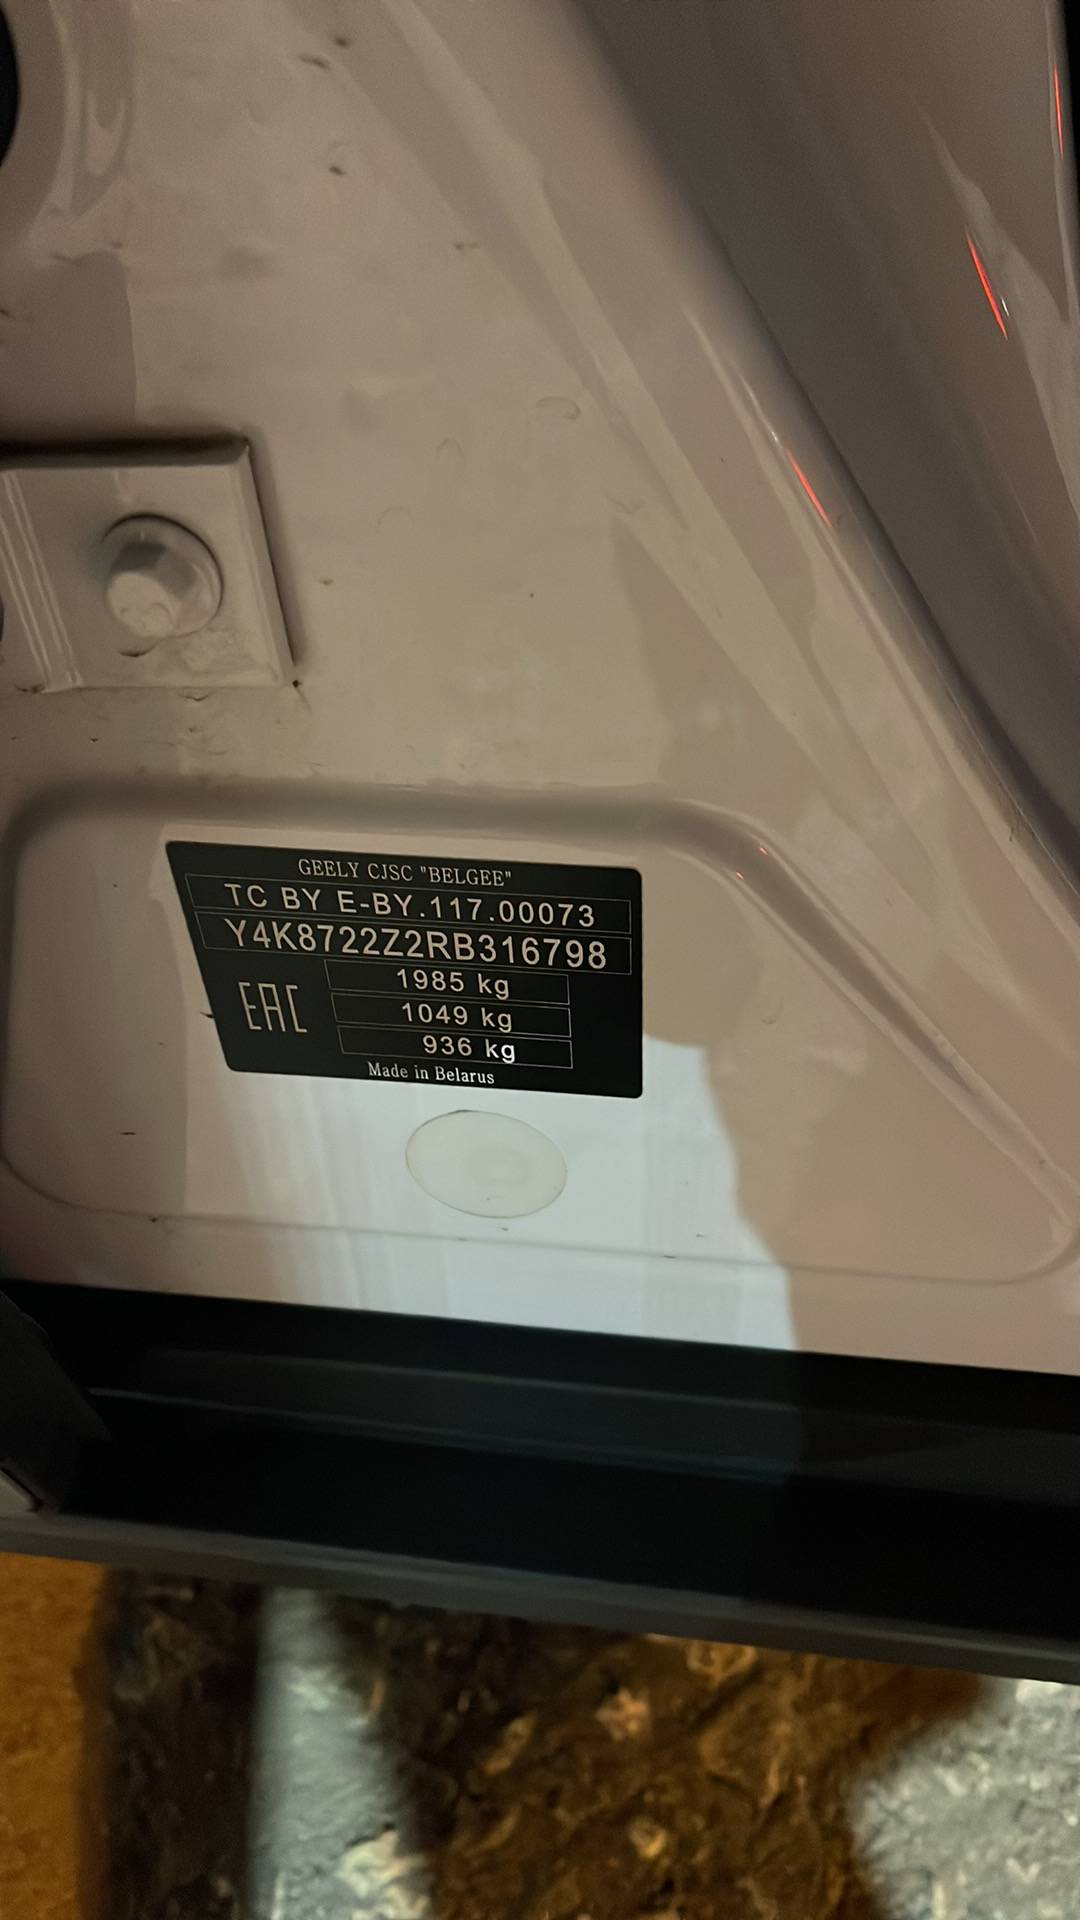 GEELY CJSC "BELGEE"
TC BY E-BY.117.00073
Y4K8722Z2RB316798
1985 kg
EAC
1049 kg
936 kg
Made in Belarus